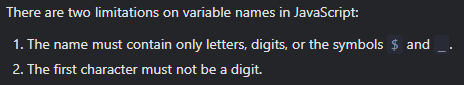 There are two limitations on variable names in JavaScript:
1. The name must contain only letters, digits, or the symbols $ and _.
2. The first character must not be a digit.